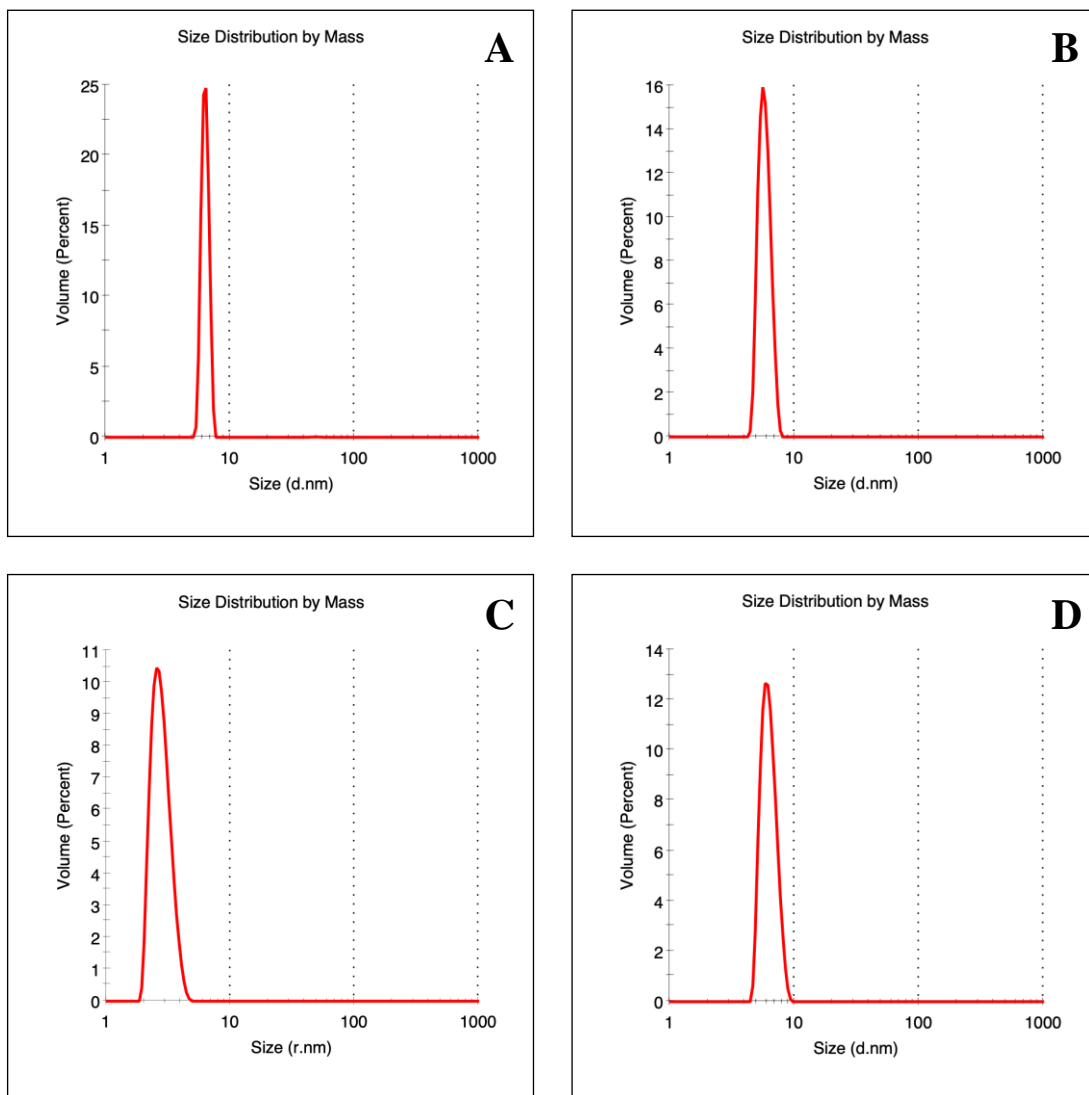 Size Distribution by Mass
A
25
20
15
10
5
0
Volume (Percent)
1 10 100 1000
Size (d.nm)
Size Distribution by Mass
B
16
14
12
10
8
6
4
2
0
Volume (Percent)
1 10 100 1000
Size (d.nm)
Size Distribution by Mass
C
11
10
9
8
7
6
5
4
3
2
1
0
Volume (Percent)
1 10 100 1000
Size (r.nm)
Size Distribution by Mass
D
14
12
10
8
6
4
2
0
Volume (Percent)
1 10 100 1000
Size (d.nm)